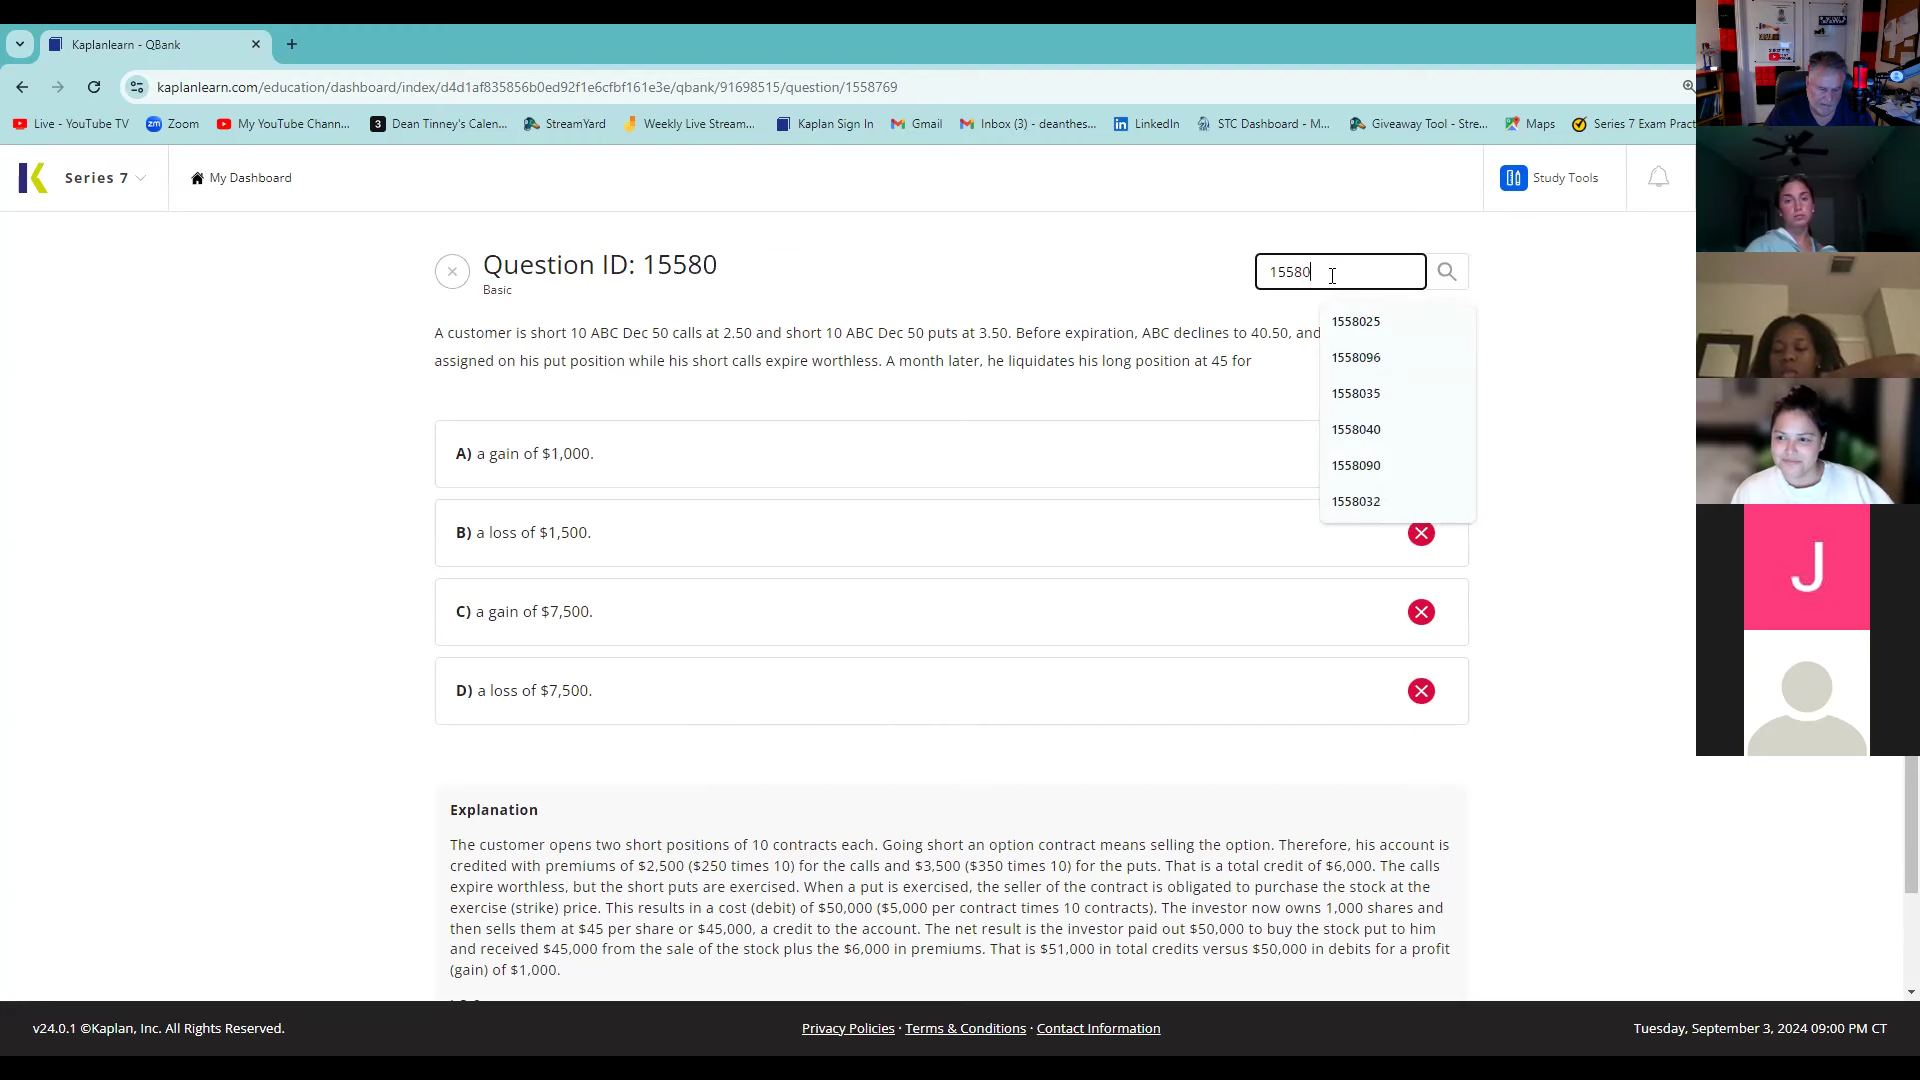 Kaplanlearn - QBank
kaplanlearn.com/education/dashboard/index/d4d1af835856b0ed92f1e6cfbf161e3e/qbank/91698515/question/1558769
Live - YouTube TV
Zoom
My YouTube Chann...
Dean Tinney's Calen...
StreamYard
Weekly Live Stream...
Kaplan Sign In
Gmail
Inbox (3) - deanthes...
LinkedIn
STC Dashboard - M...
Giveaway Tool - Stre...
Maps
Series 7 Exam Pract
Series 7
My Dashboard
Study Tools
Question ID: 15580
Basic
15580
1558025
1558096
1558035
1558040
1558090
1558032
A customer is short 10 ABC Dec 50 calls at 2.50 and short 10 ABC Dec 50 puts at 3.50. Before expiration, ABC declines to 40.50, and
assigned on his put position while his short calls expire worthless. A month later, he liquidates his long position at 45 for
A) a gain of $1,000.
B) a loss of $1,500.
C) a gain of $7,500.
D) a loss of $7,500.
Explanation
The customer opens two short positions of 10 contracts each. Going short an option contract means selling the option. Therefore, his account is
credited with premiums of $2,500 ($250 times 10) for the calls and $3,500 ($350 times 10) for the puts. That is a total credit of $6,000. The calls
expire worthless, but the short puts are exercised. When a put is exercised, the seller of the contract is obligated to purchase the stock at the
exercise (strike) price. This results in a cost (debit) of $50,000 ($5,000 per contract times 10 contracts). The investor now owns 1,000 shares and
then sells them at $45 per share or $45,000, a credit to the account. The net result is the investor paid out $50,000 to buy the stock put to him
and received $45,000 from the sale of the stock plus the $6,000 in premiums. That is $51,000 in total credits versus $50,000 in debits for a profit
(gain) of $1,000.
v24.0.1 ©Kaplan, Inc. All Rights Reserved.
Privacy Policies · Terms & Conditions · Contact Information
Tuesday, September 3, 2024 09:00 PM CT
J